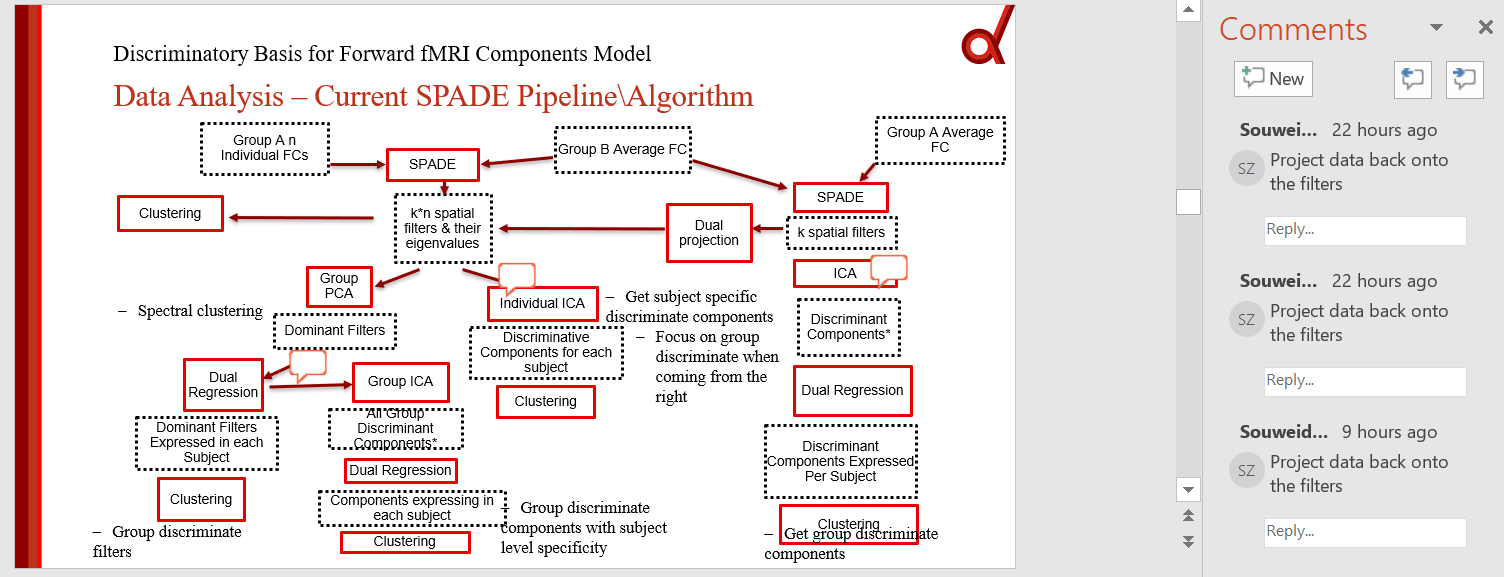 Discriminatory Basis for Forward fMRI Components Model
Data Analysis – Current SPADE Pipeline\Algorithm
Group A n
Individual FCs
SPADE
Group B Average FC
Group A Average
FC
SPADE
Clustering
k*n spatial
filters & their
eigenvalues
Dual
projection
k spatial filters
ICA
Group
PCA
Individual ICA
– Get subject specific
discriminate components
– Spectral clustering
Dominant Filters
Discriminative
Components for each
subject
– Focus on group
discriminate when
coming from the
right
Discriminant
Components*
Dual
Regression
Group ICA
Clustering
Dual Regression
Dominant Filters
Expressed in each
Subject
All Group
Discriminant
Components*
Dual Regression
Discriminant
Components Expressed
Per Subject
Clustering
Components expressing in
each subject
– Group discriminate
components with subject
level specificity
Clustering
Clustering
– Group discriminate
filters
– Get group discriminate
components
Comments
New
Souwei... 22 hours ago
SZ
Project data back onto
the filters
Reply...
Souwei... 22 hours ago
SZ
Project data back onto
the filters
Reply...
Souweid... 9 hours ago
SZ
Project data back onto
the filters
Reply...